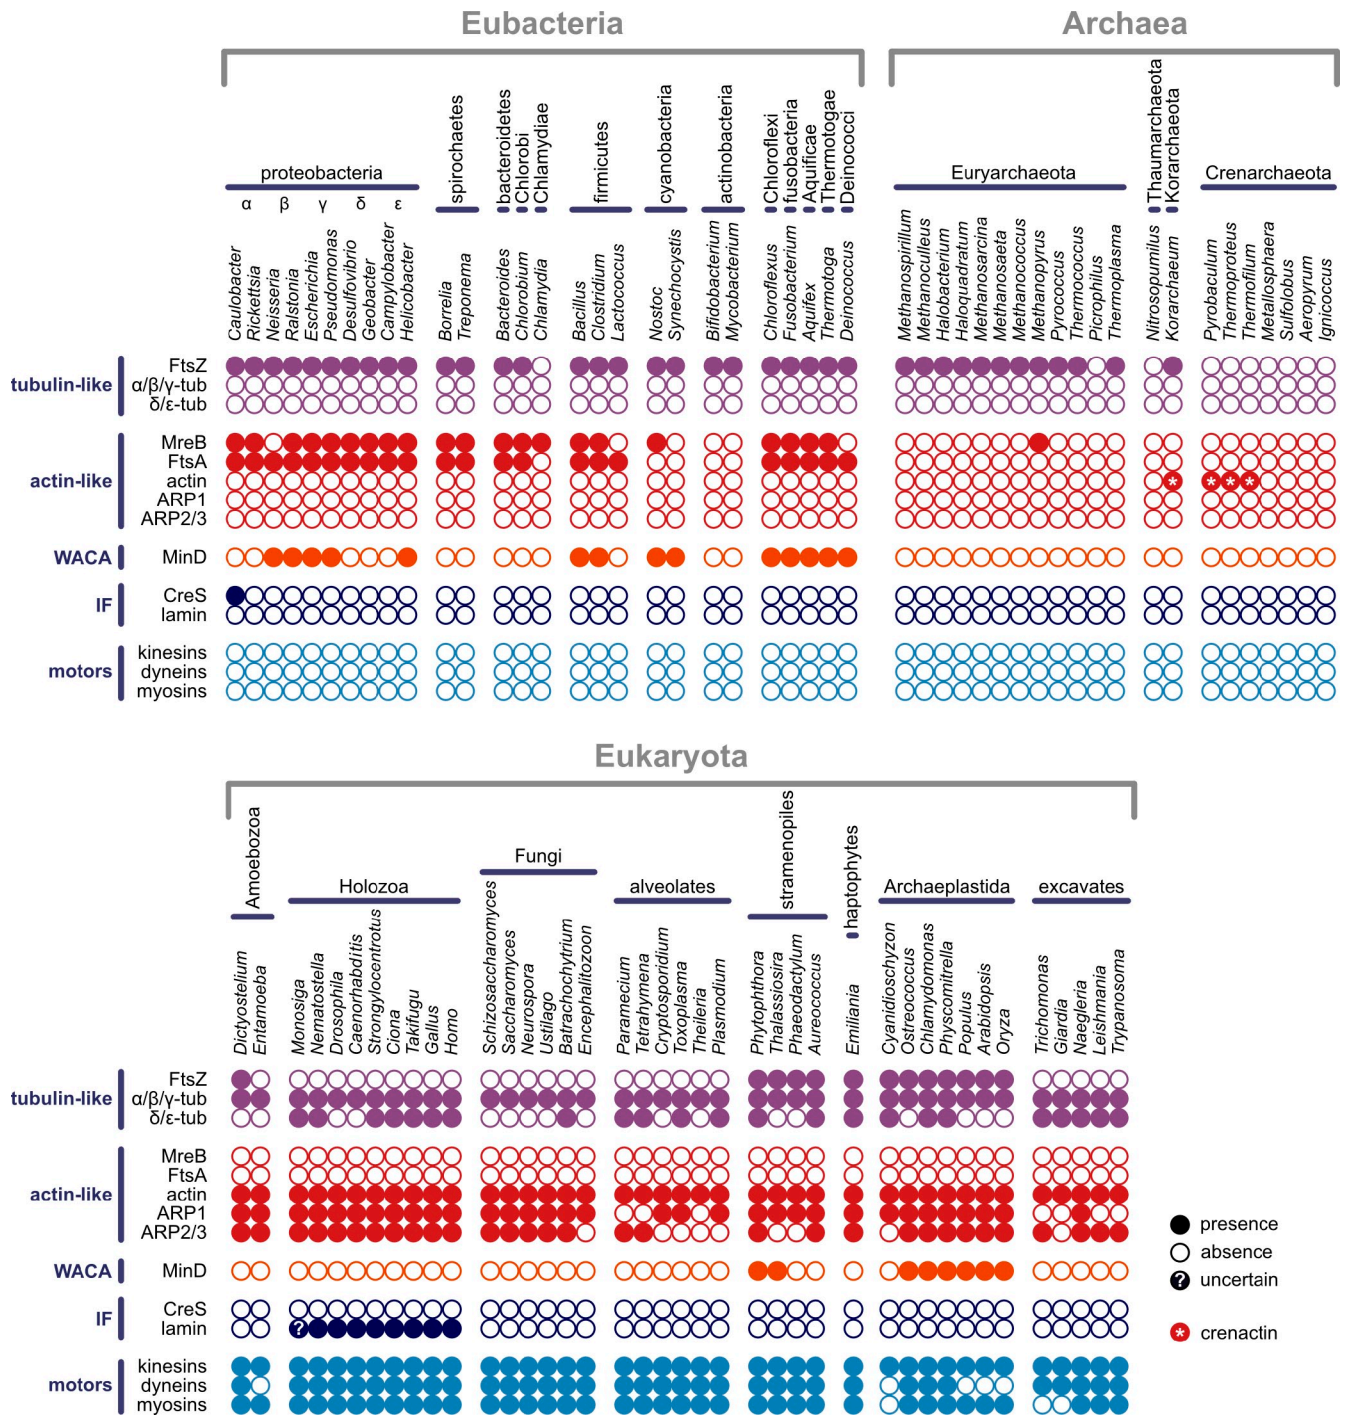 Eubacteria
Archaea
proteobacteria
α β γ δ ε
spirochaetes
bacteroidetes
Chlorobi
Chlamydiae
firmicutes
cyanobacteria
actinobacteria
Chloroflexi
fusobacteria
Aquificae
Thermotogae
Deinococci
Euryarchaeota
Thaumarchaeota
Korarchaeota
Crenarchaeota
Caulobacter
Rickettsia
Neisseria
Ralstonia
Escherichia
Pseudomonas
Desulfovibrio
Geobacter
Campylobacter
Helicobacter
Borrelia
Treponema
Bacteroides
Chlorobium
Chlamydia
Bacillus
Clostridium
Lactococcus
Nostoc
Synechocystis
Bifidobacterium
Mycobacterium
Chloroflexus
Fusobacterium
Aquifex
Thermotoga
Deinococcus
Methanospirillum
Methanoculleus
Halobacterium
Haloquadratum
Methanosarcina
Methanosaeta
Methanococcus
Methanopyrus
Pyrococcus
Thermococcus
Picrophilus
Thermoplasma
Nitrosopumilus
Korarchaeum
Pyrobaculum
Thermoproteus
Thermofilum
Metallosphaera
Sulfolobus
Aeropyrum
Ignicoccus
tubulin-like
FtsZ
α/β/γ-tub
δ/ε-tub
actin-like
MreB
FtsA
actin
* * * *
ARP1
ARP2/3
WACA
MinD
IF
CreS
lamin
motors
kinesins
dyneins
myosins
Eukaryota
Amoebozoa
Holozoa
Fungi
alveolates
stramenopiles
haptophytes
Archaeplastida
excavates
Dictyostelium
Entamoeba
Monosiga
Nematostella
Drosophila
Caenorhabditis
Strongylocentrotus
Ciona
Takifugu
Gallus
Homo
Schizosaccharomyces
Saccharomyces
Neurospora
Ustilago
Batrachochytrium
Encephalitozoon
Paramecium
Tetrahymena
Cryptosporidium
Toxoplasma
Theileria
Plasmodium
Phytophthora
Thalassiosira
Phaeodactylum
Aureococcus
Emiliania
Cyanidioschyzon
Ostreococcus
Chlamydomonas
Physcomitrella
Populus
Arabidopsis
Oryza
Trichomonas
Giardia
Naegleria
Leishmania
Trypanosoma
tubulin-like
FtsZ
α/β/γ-tub
δ/ε-tub
actin-like
MreB
FtsA
actin
ARP1
ARP2/3
WACA
MinD
IF
CreS
lamin
?
motors
kinesins
dyneins
myosins
presence
absence
? uncertain
* crenactin